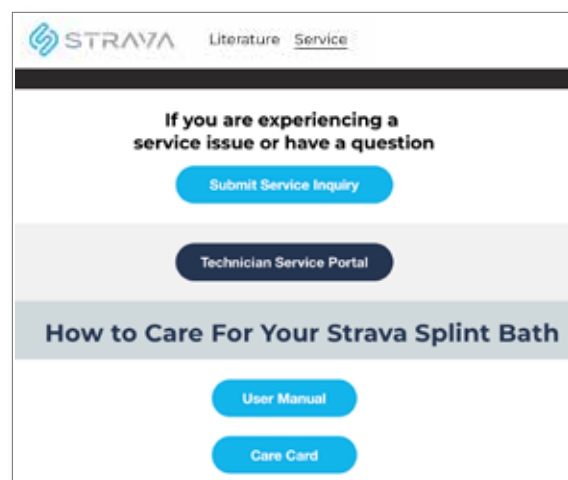 STRAVA Literature Service
If you are experiencing a
service issue or have a question
Submit Service Inquiry
Technician Service Portal
How to Care For Your Strava Splint Bath
User Manual
Care Card